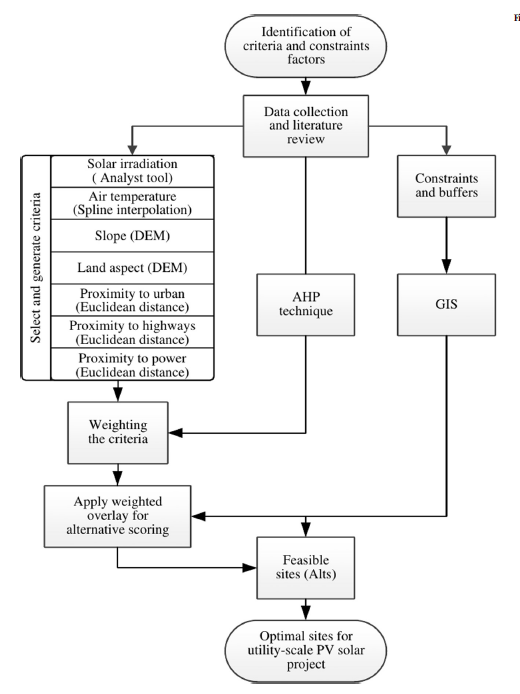 Identification of
criteria and constraints
factors
Data collection
and literature
review
Select and generate criteria
Solar irradiation
( Analyst tool)
Air temperature
(Spline interpolation)
Slope (DEM)
Land aspect (DEM)
Proximity to urban
(Euclidean distance)
Proximity to highways
(Euclidean distance)
Proximity to power
(Euclidean distance)
Constraints
and buffers
AHP
technique
GIS
Weighting
the criteria
Apply weighted
overlay for
alternative scoring
Feasible
sites (Alts)
Optimal sites for
utility-scale PV solar
project